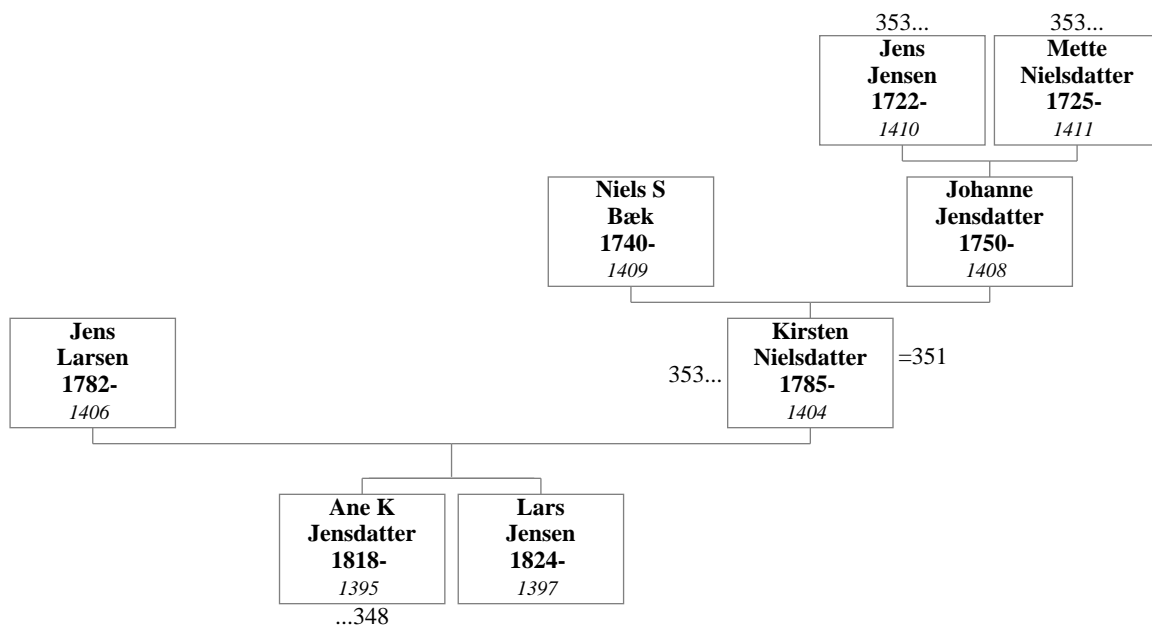 353...
Jens
Jensen
1722-
1410
353...
Mette
Nielsdatter
1725-
1411
Niels S
Bæk
1740-
1409
Johanne
Jensdatter
1750-
1408
Jens
Larsen
1782-
1406
353...
Kirsten
Nielsdatter
1785-
1404
=351
Ane K
Jensdatter
1818-
1395
...348
Lars
Jensen
1824-
1397